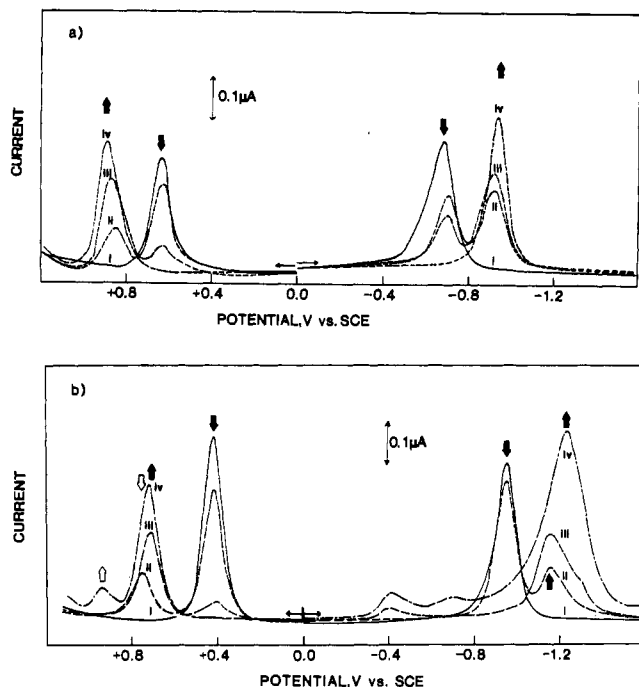 a)
0.1μA
CURRENT
iv
iii
ii
i
iv
iii
ii
i
+0.8 +0.4 0.0 -0.4 -0.8 -1.2
POTENTIAL,V vs. SCE
b)
0.1μA
CURRENT
iv
iii
ii
i
iv
iii
ii
i
+0.8 +0.4 0.0 -0.4 -0.8 -1.2
POTENTIAL,V vs. SCE